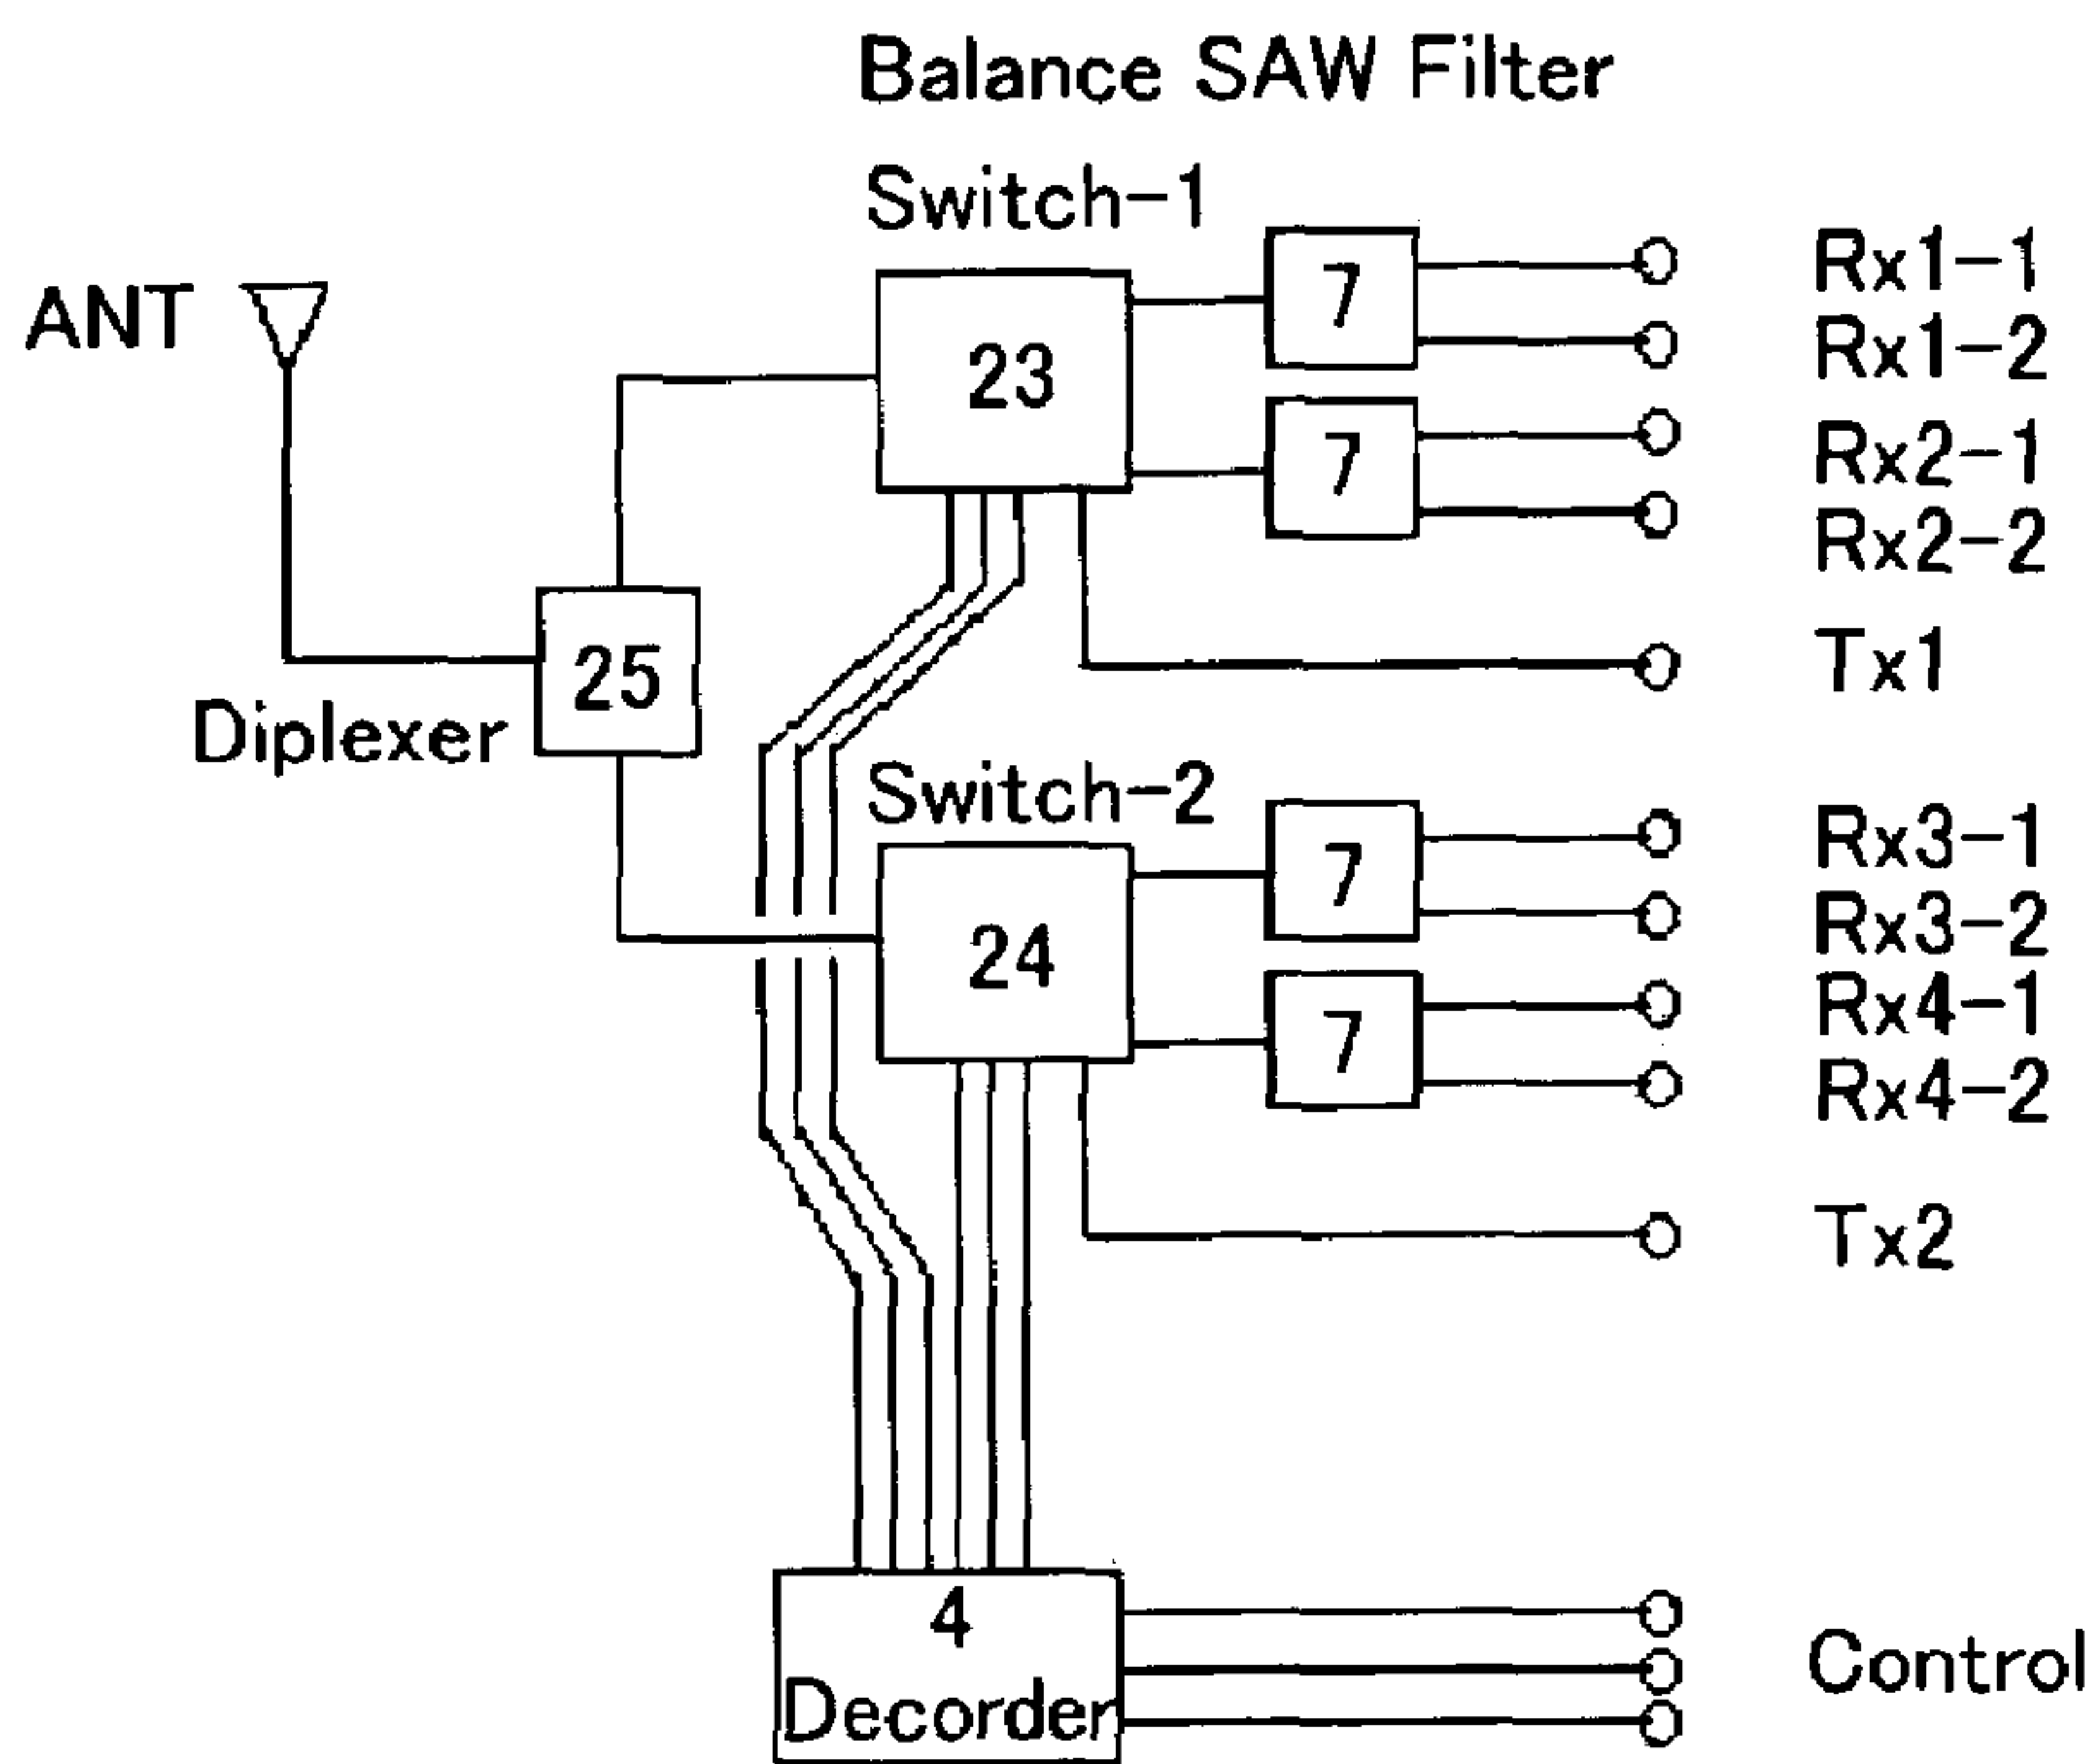 Balance SAW Filter
Switch-1
ANT
23
7
7
Rx1-1
Rx1-2
Rx2-1
Rx2-2
Tx1
25
Diplexer
Switch-2
24
7
7
Rx3-1
Rx3-2
Rx4-1
Rx4-2
Tx2
4
Decorder
Control